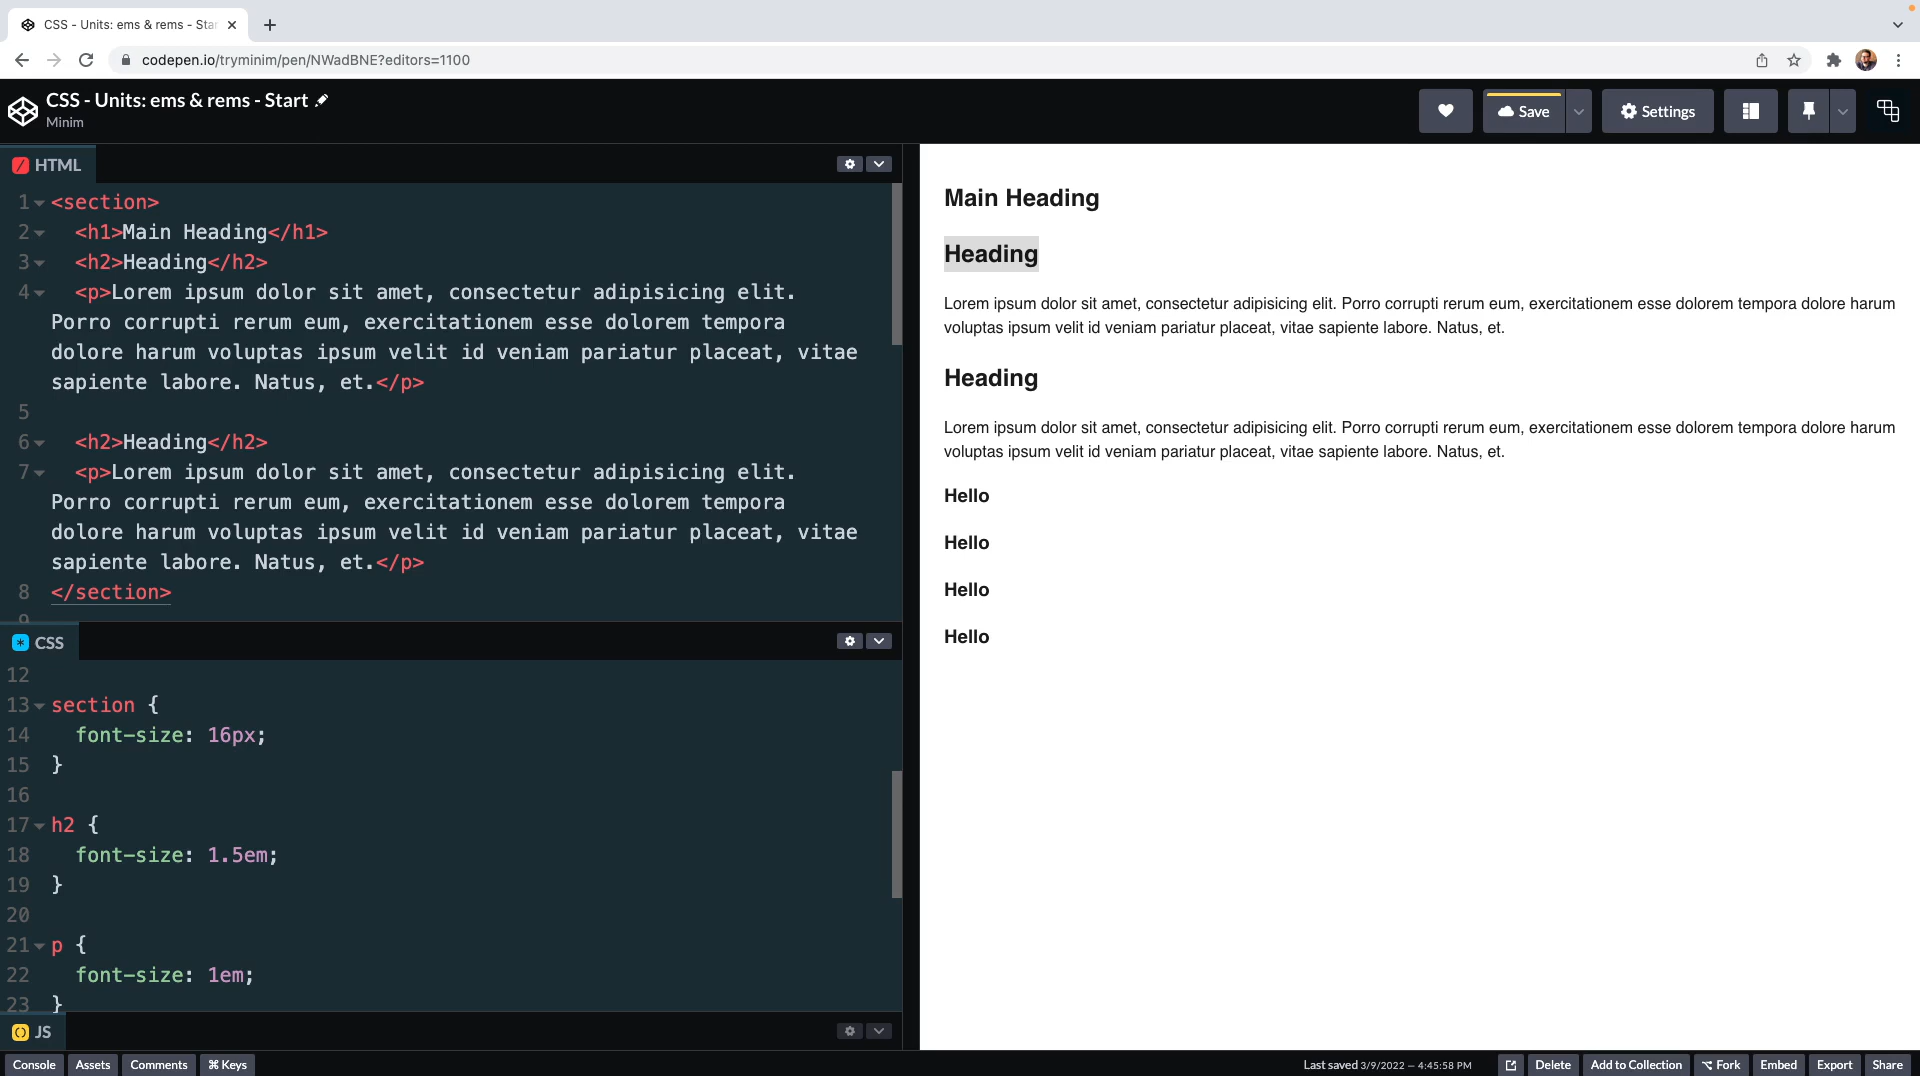 CSS - Units: ems & rems - Star
codepen.io/tryminim/pen/NWadBNE?editors=1100
CSS - Units: ems & rems - Start
Minim
Save
Settings
HTML
1 <section>
2 <h1>Main Heading</h1>
3 <h2>Heading</h2>
4 <p>Lorem ipsum dolor sit amet, consectetur adipisicing elit.
Porro corrupti rerum eum, exercitationem esse dolorem tempora
dolore harum voluptas ipsum velit id veniam pariatur placeat, vitae
sapiente labore. Natus, et.</p>
5
6 <h2>Heading</h2>
7 <p>Lorem ipsum dolor sit amet, consectetur adipisicing elit.
Porro corrupti rerum eum, exercitationem esse dolorem tempora
dolore harum voluptas ipsum velit id veniam pariatur placeat, vitae
sapiente labore. Natus, et.</p>
8 </section>
9
CSS
12
13 section {
14 font-size: 16px;
15 }
16
17 h2 {
18 font-size: 1.5em;
19 }
20
21 p {
22 font-size: 1em;
23 }
JS
Main Heading
Heading
Lorem ipsum dolor sit amet, consectetur adipisicing elit. Porro corrupti rerum eum, exercitationem esse dolorem tempora dolore harum
voluptas ipsum velit id veniam pariatur placeat, vitae sapiente labore. Natus, et.
Heading
Lorem ipsum dolor sit amet, consectetur adipisicing elit. Porro corrupti rerum eum, exercitationem esse dolorem tempora dolore harum
voluptas ipsum velit id veniam pariatur placeat, vitae sapiente labore. Natus, et.
Hello
Hello
Hello
Hello
Console Assets Comments ⌘ Keys
Last saved 3/9/2022 — 4:45:58 PM Delete Add to Collection ⌥ Fork Embed Export Share